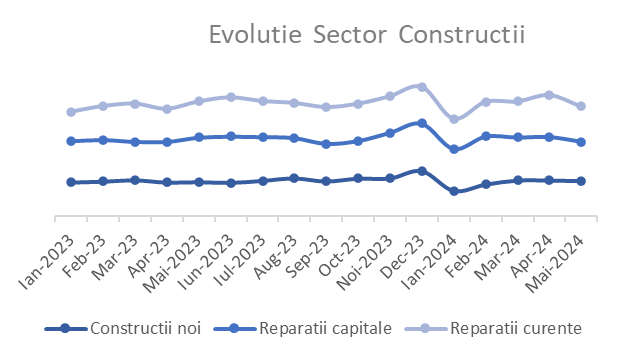 Evolutie Sector Constructii
Ian-2023
Feb-23
Mar-23
Apr-23
Mai-2023
Iun-2023
Iul-2023
Aug-23
Sep-23
Oct-23
Noi-2023
Dec-23
Ian-2024
Feb-24
Mar-24
Apr-24
Mai-2024
Constructii noi
Reparatii capitale
Reparatii curente